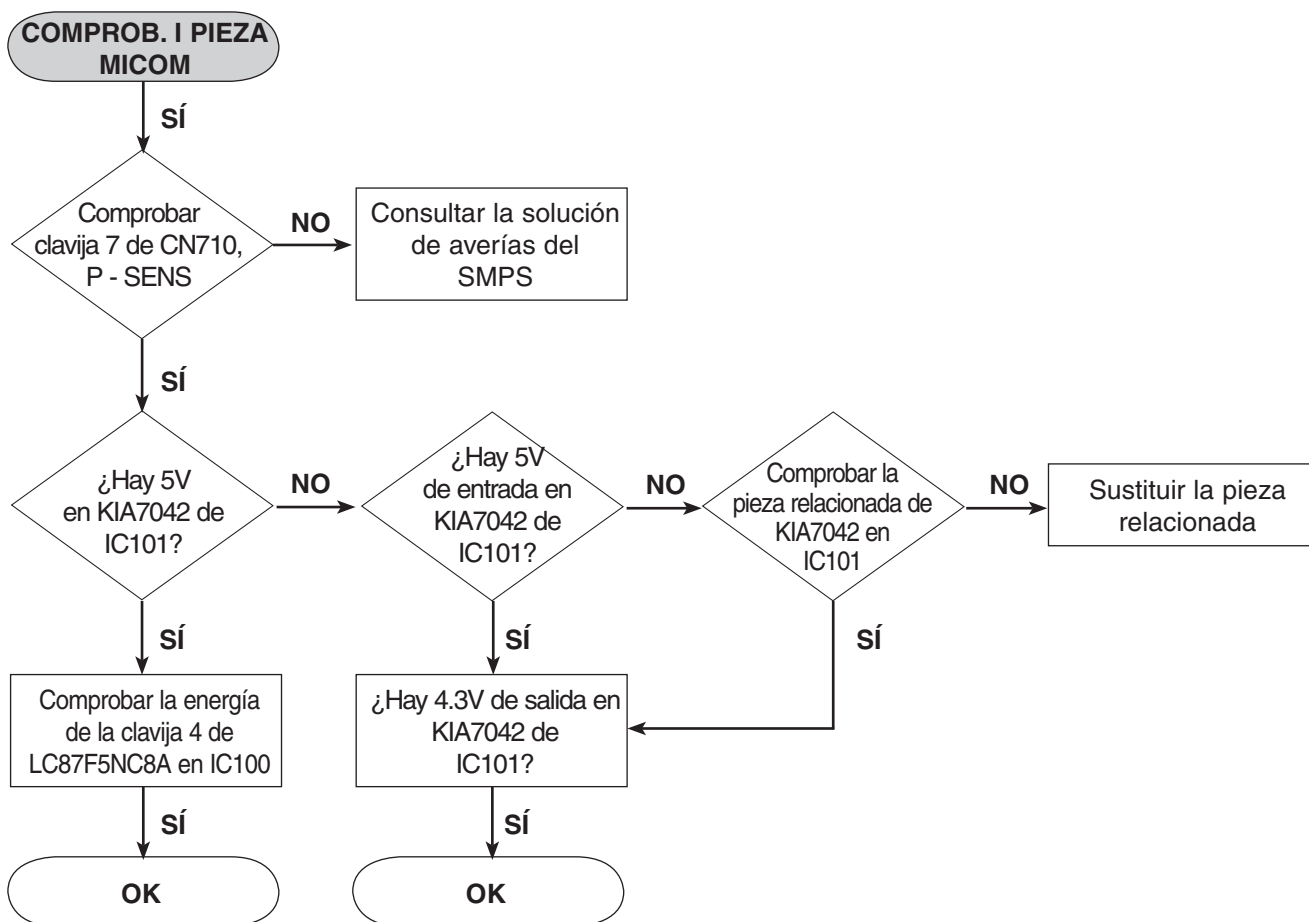 COMPROB. I PIEZA
MICOM
SÍ
Comprobar
clavija 7 de CN710,
P - SENS
NO
Consultar la solución
de averías del
SMPS
SÍ
¿Hay 5V
en KIA7042 de
IC101?
NO
¿Hay 5V
de entrada en
KIA7042 de
IC101?
NO
Comprobar la
pieza relacionada de
KIA7042 en
IC101
NO
Sustituir la pieza
relacionada
SÍ
SÍ
SÍ
Comprobar la energía
de la clavija 4 de
LC87F5NC8A en IC100
¿Hay 4.3V de salida en
KIA7042 de
IC101?
SÍ
SÍ
OK
OK